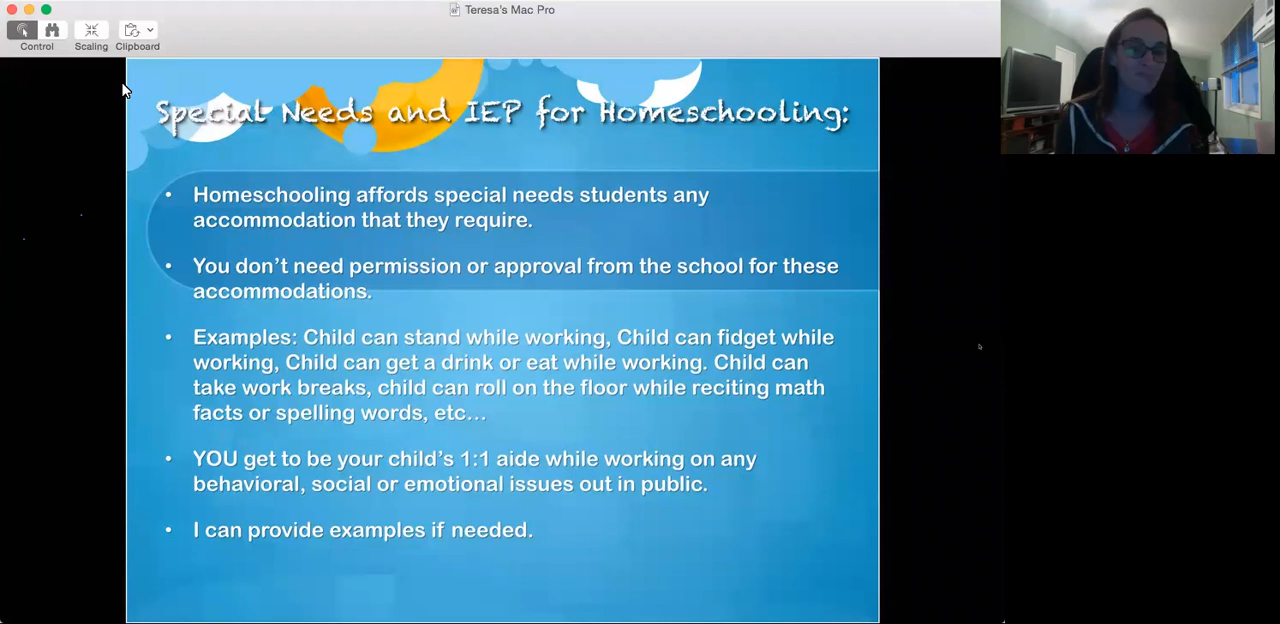 Teresa's Mac Pro
Control
Scaling
Clipboard
Special Needs and IEP for Homeschooling:
• Homeschooling affords special needs students any
accommodation that they require.
• You don't need permission or approval from the school for these
accommodations.
• Examples: Child can stand while working, Child can fidget while
working, Child can get a drink or eat while working. Child can
take work breaks, child can roll on the floor while reciting math
facts or spelling words, etc...
• YOU get to be your child's 1:1 aide while working on any
behavioral, social or emotional issues out in public.
• I can provide examples if needed.